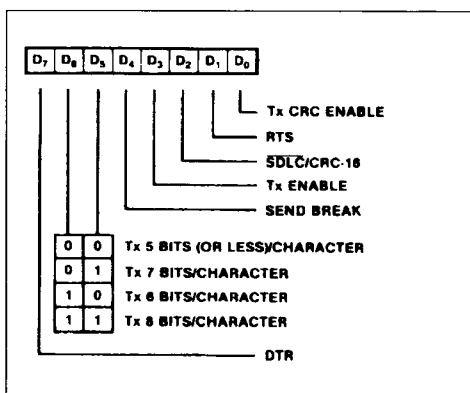 D7 D6 D5 D4 D3 D2 D1 D0
Tx CRC ENABLE
RTS
SDLC/CRC-16
Tx ENABLE
SEND BREAK
0 0 Tx 5 BITS (OR LESS)/CHARACTER
0 1 Tx 7 BITS/CHARACTER
1 0 Tx 6 BITS/CHARACTER
1 1 Tx 8 BITS/CHARACTER
DTR